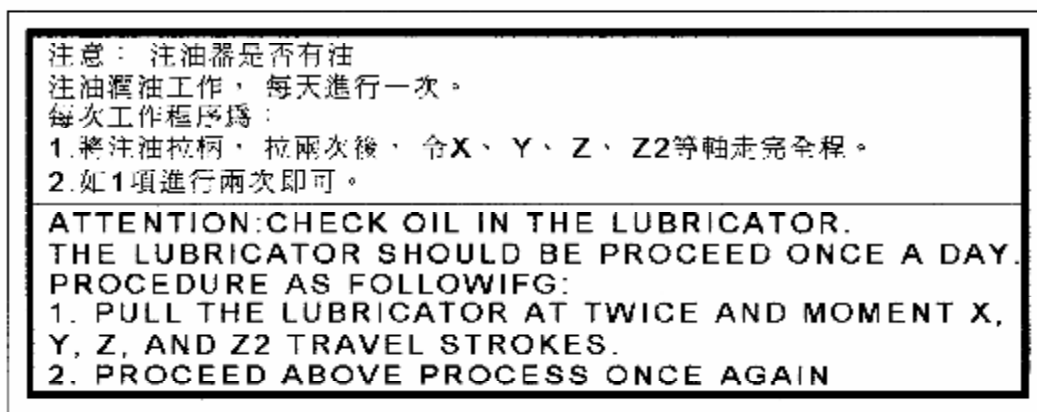 注意： 注油器是否有油
注油潤油工作， 每天進行一次。
每次工作程序為：
1.將注油拉柄， 拉兩次後， 令X、 Y、 Z、 Z2等軸走完全程。
2.如1項進行兩次即可。
ATTENTION:CHECK OIL IN THE LUBRICATOR.
THE LUBRICATOR SHOULD BE PROCEED ONCE A DAY.
PROCEDURE AS FOLLOWIFG:
1. PULL THE LUBRICATOR AT TWICE AND MOMENT X,
Y, Z, AND Z2 TRAVEL STROKES.
2. PROCEED ABOVE PROCESS ONCE AGAIN